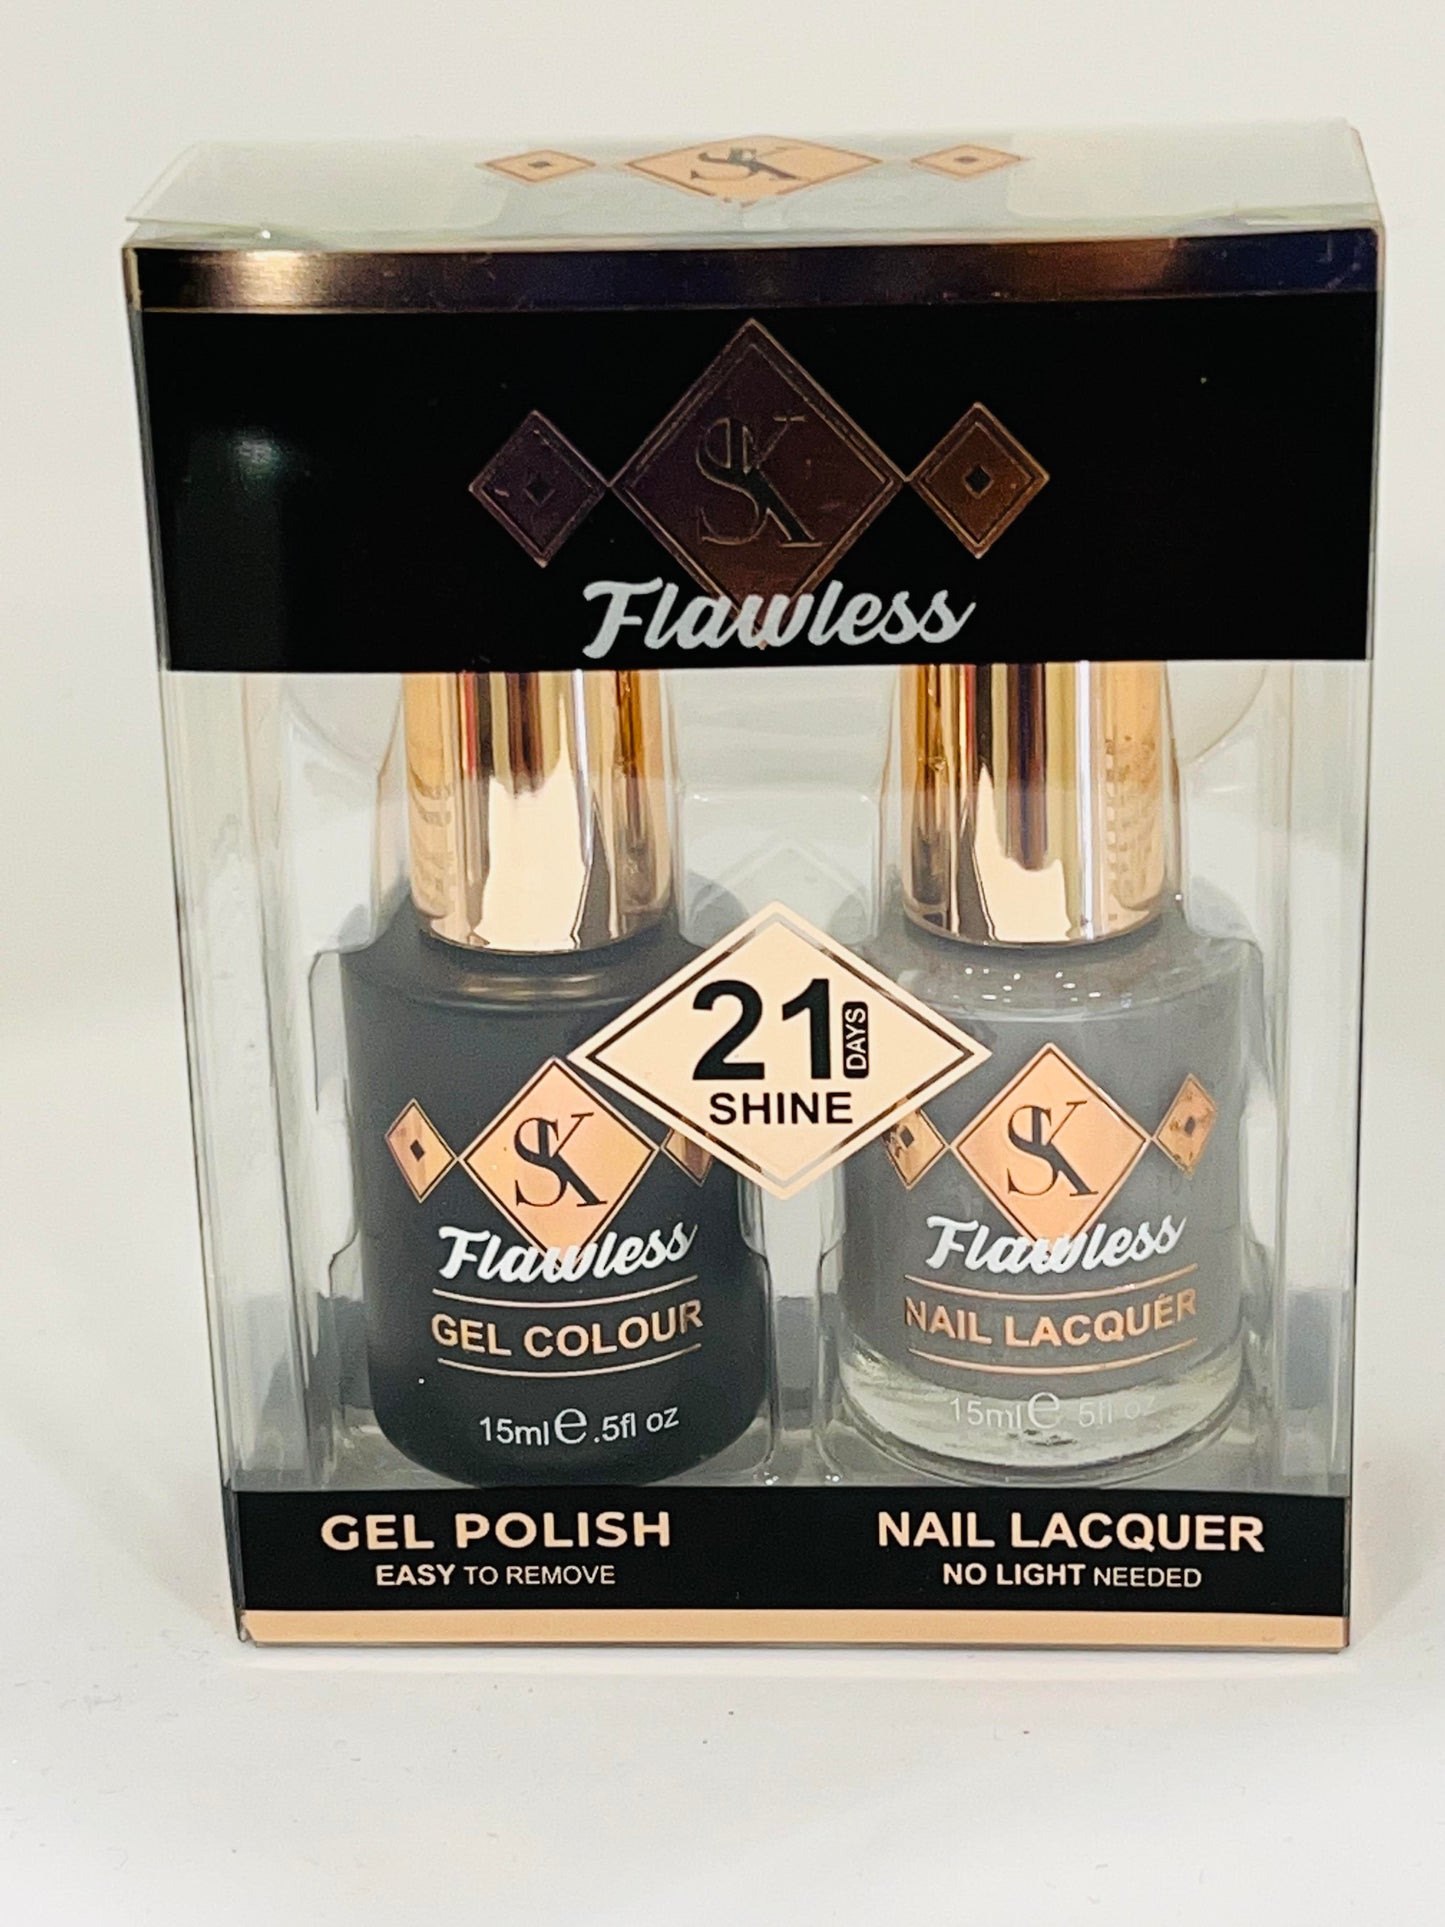 SK
SK
Flawless
21 DAYS
SHINE
SK
Flawless
GEL COLOUR
15ml e .5fl oz
SK
Flawless
NAIL LACQUER
15ml e .5fl oz
GEL POLISH
EASY TO REMOVE
NAIL LACQUER
NO LIGHT NEEDED